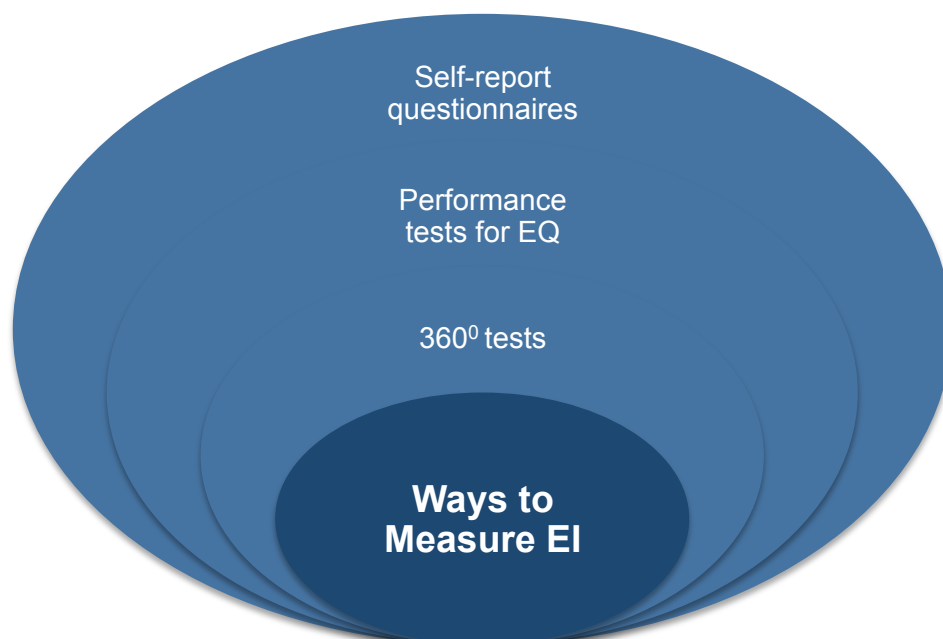 Self-report
questionnaires
Performance
tests for EQ
360⁰ tests
Ways to
Measure EI